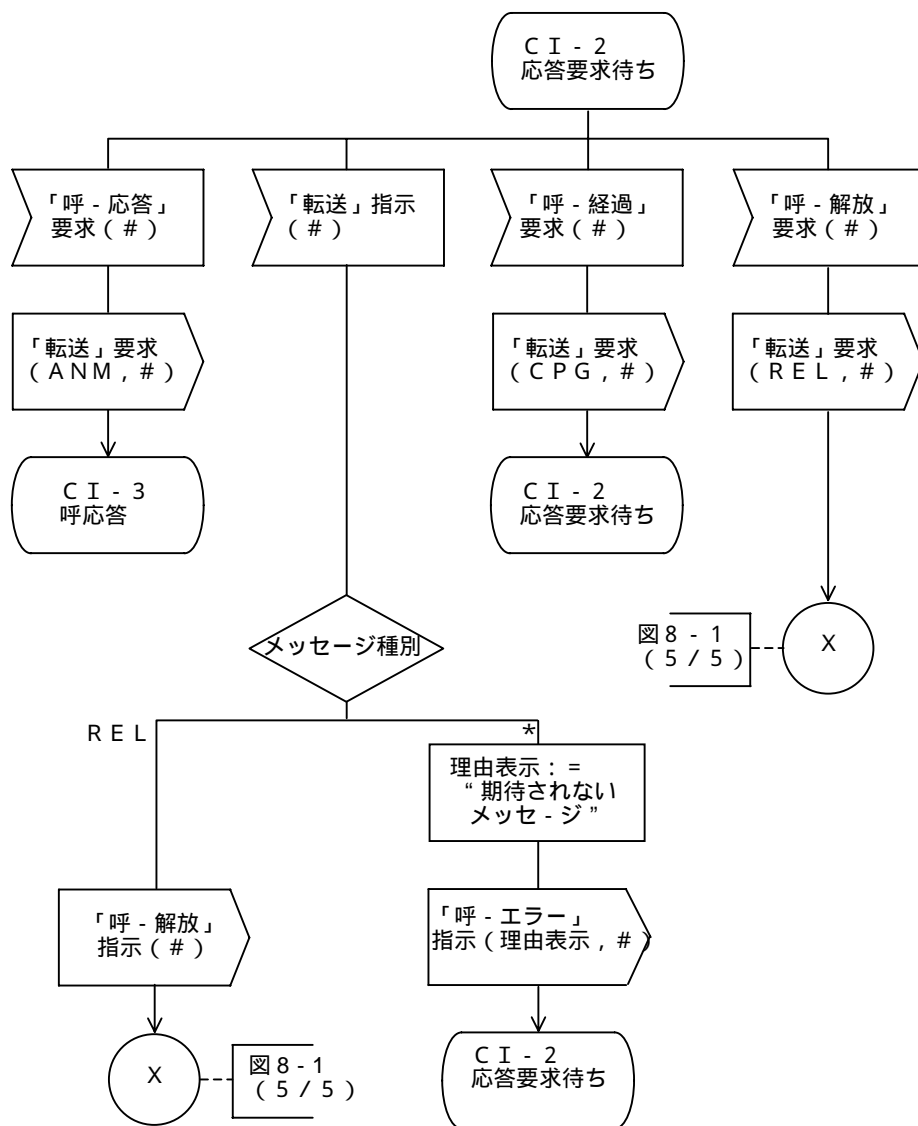 ＣＩ-２
応答要求待ち
「呼-応答」
要求(＃)
「転送」指示
(＃)
「呼-経過」
要求(＃)
「呼-解放」
要求(＃)
「転送」要求
(ＡＮＭ,＃)
「転送」要求
(ＣＰＧ,＃)
「転送」要求
(ＲＥＬ,＃)
ＣＩ-３
呼応答
ＣＩ-２
応答要求待ち
メッセージ種別
図８-１
(５/５)
Ｘ
ＲＥＬ
*
理由表示:=
“期待されない
メッセ-ジ”
「呼-解放」
指示(＃)
「呼-エラー」
指示(理由表示,＃)
Ｘ
図８-１
(５/５)
ＣＩ-２
応答要求待ち